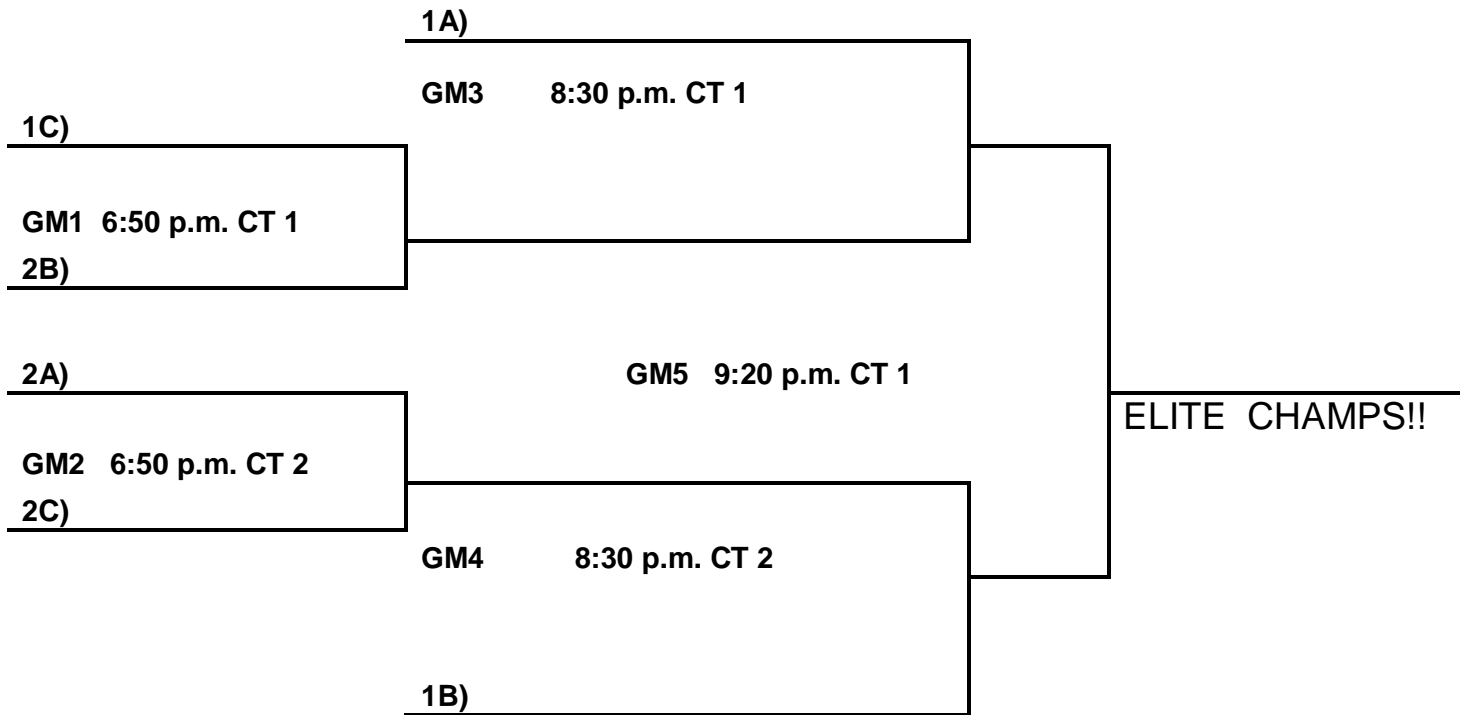 1A)
GM3 8:30 p.m. CT 1
1C)
GM1 6:50 p.m. CT 1
2B)
2A)
GM5 9:20 p.m. CT 1
ELITE CHAMPS!!
GM2 6:50 p.m. CT 2
2C)
GM4 8:30 p.m. CT 2
1B)